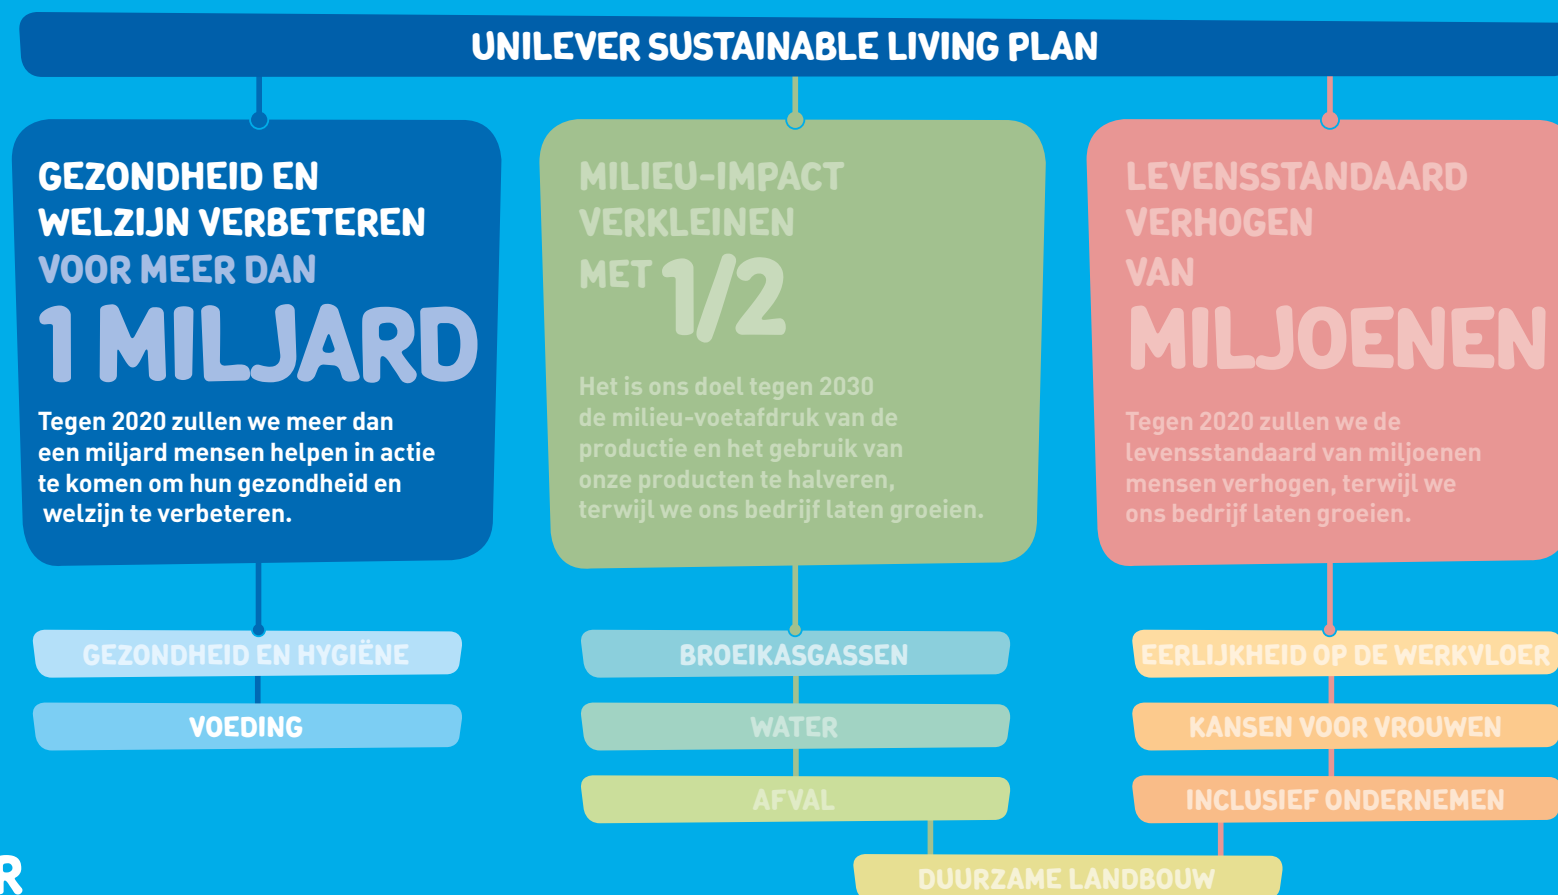 UNILEVER SUSTAINABLE LIVING PLAN
GEZONDHEID EN
WELZIJN VERBETEREN
VOOR MEER DAN
1 MILJARD
Tegen 2020 zullen we meer dan
een miljard mensen helpen in actie
te komen om hun gezondheid en
welzijn te verbeteren.
GEZONDHEID EN HYGIËNE
VOEDING
MILIEU-IMPACT
VERKLEINEN
MET 1/2
Het is ons doel tegen 2030
de milieu-voetafdruk van de
productie en het gebruik van
onze producten te halveren,
terwijl we ons bedrijf laten groeien.
BROEIKASGASSEN
WATER
AFVAL
LEVENSSTANDAARD
VERHOGEN
VAN
MILJOENEN
Tegen 2020 zullen we de
levensstandaard van miljoenen
mensen verhogen, terwijl we
ons bedrijf laten groeien.
EERLIJKHEID OP DE WERKVLOER
KANSEN VOOR VROUWEN
INCLUSIEF ONDERNEMEN
DUURZAME LANDBOUW
R